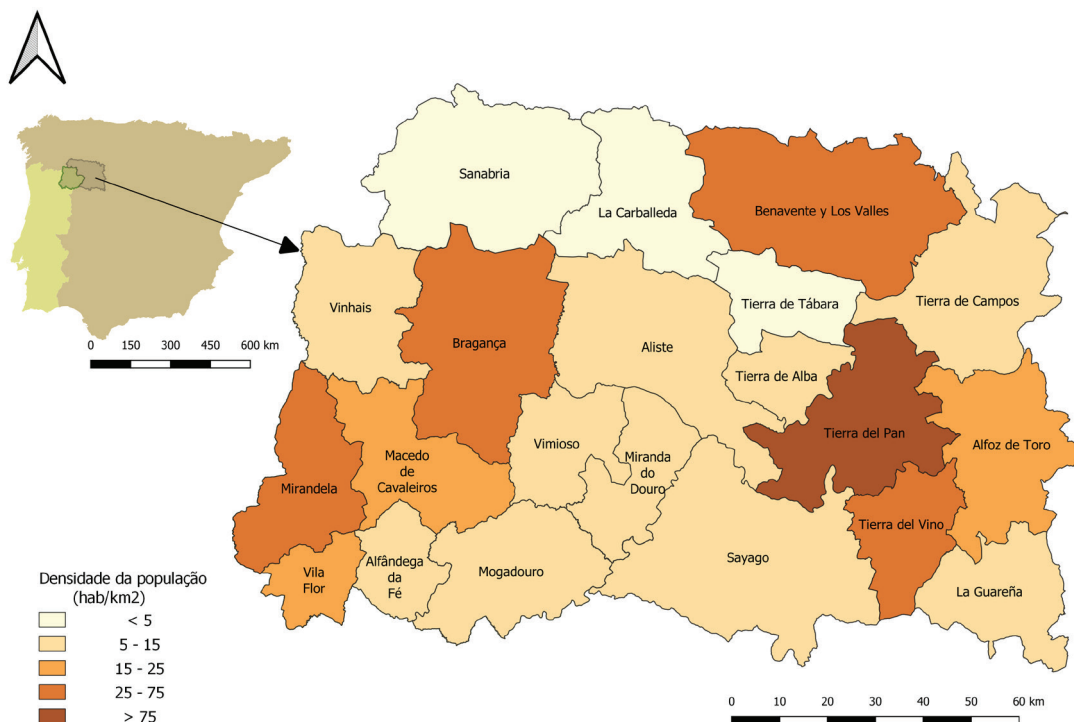 Sanabria
La Carballeda
Benavente y Los Valles
Vinhais
Bragança
Aliste
Tierra de Tábara
Tierra de Campos
Tierra de Alba
Tierra del Pan
Alfoz de Toro
Mirandela
Macedo
de
Cavaleiros
Vimioso
Miranda
do
Douro
Tierra del Vino
Vila
Flor
Alfândega
da
Fé
Mogadouro
Sayago
La Guareña
0 150 300 450 600 km
Densidade da população
(hab/km2)
< 5
5 - 15
15 - 25
25 - 75
> 75
0 10 20 30 40 50 60 km